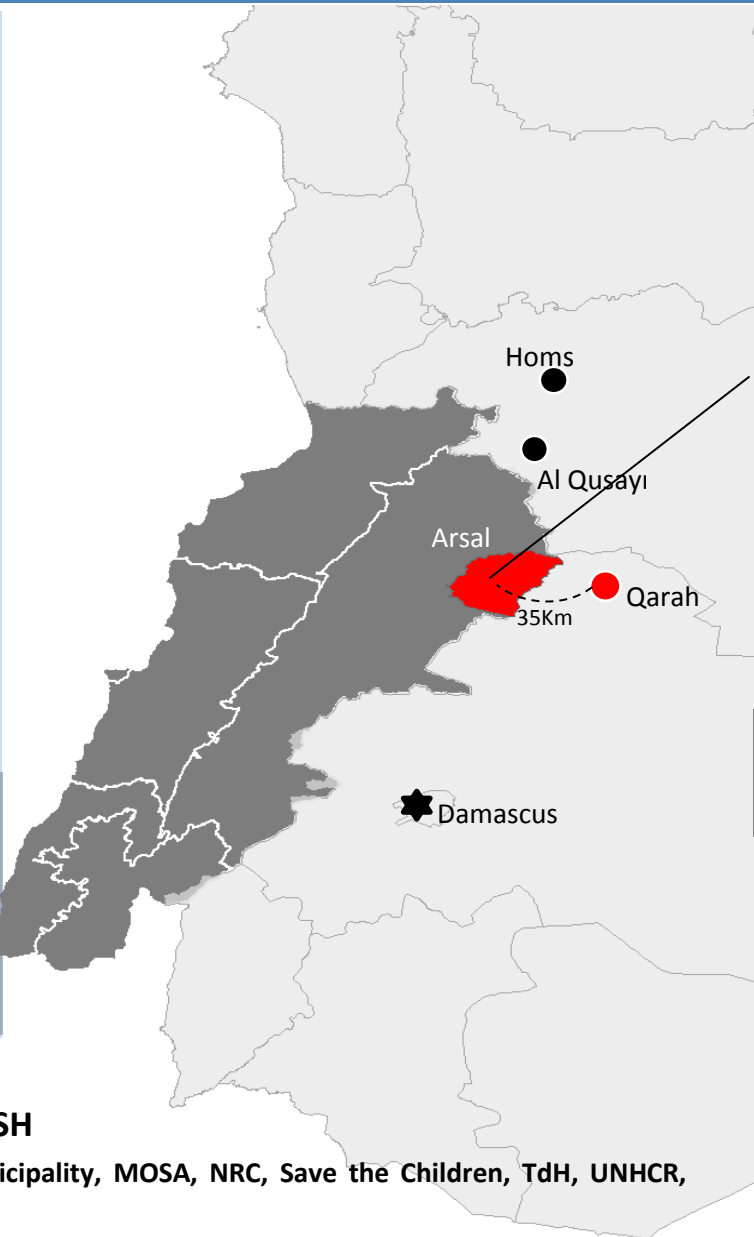 Homs
Al Qusayı
Arsal
Qarah
35Km
Damascus
SH
icipality, MOSA, NRC, Save the Children, TdH, UNHCR,